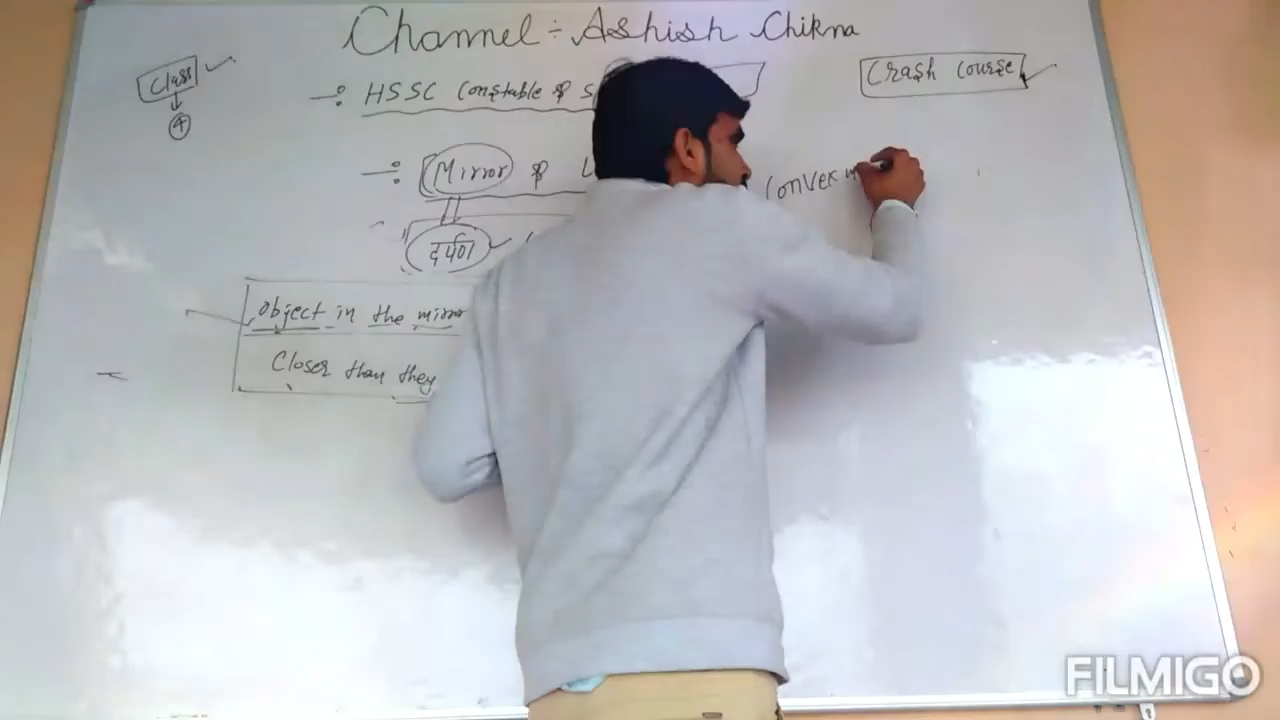 Channel ÷ Ashish Chikna
Class
4
HSSC Constable & S
Crash Course
Mirror & L
Convex
दर्पण
Object in the mirror
Closer than they
FILMIGO